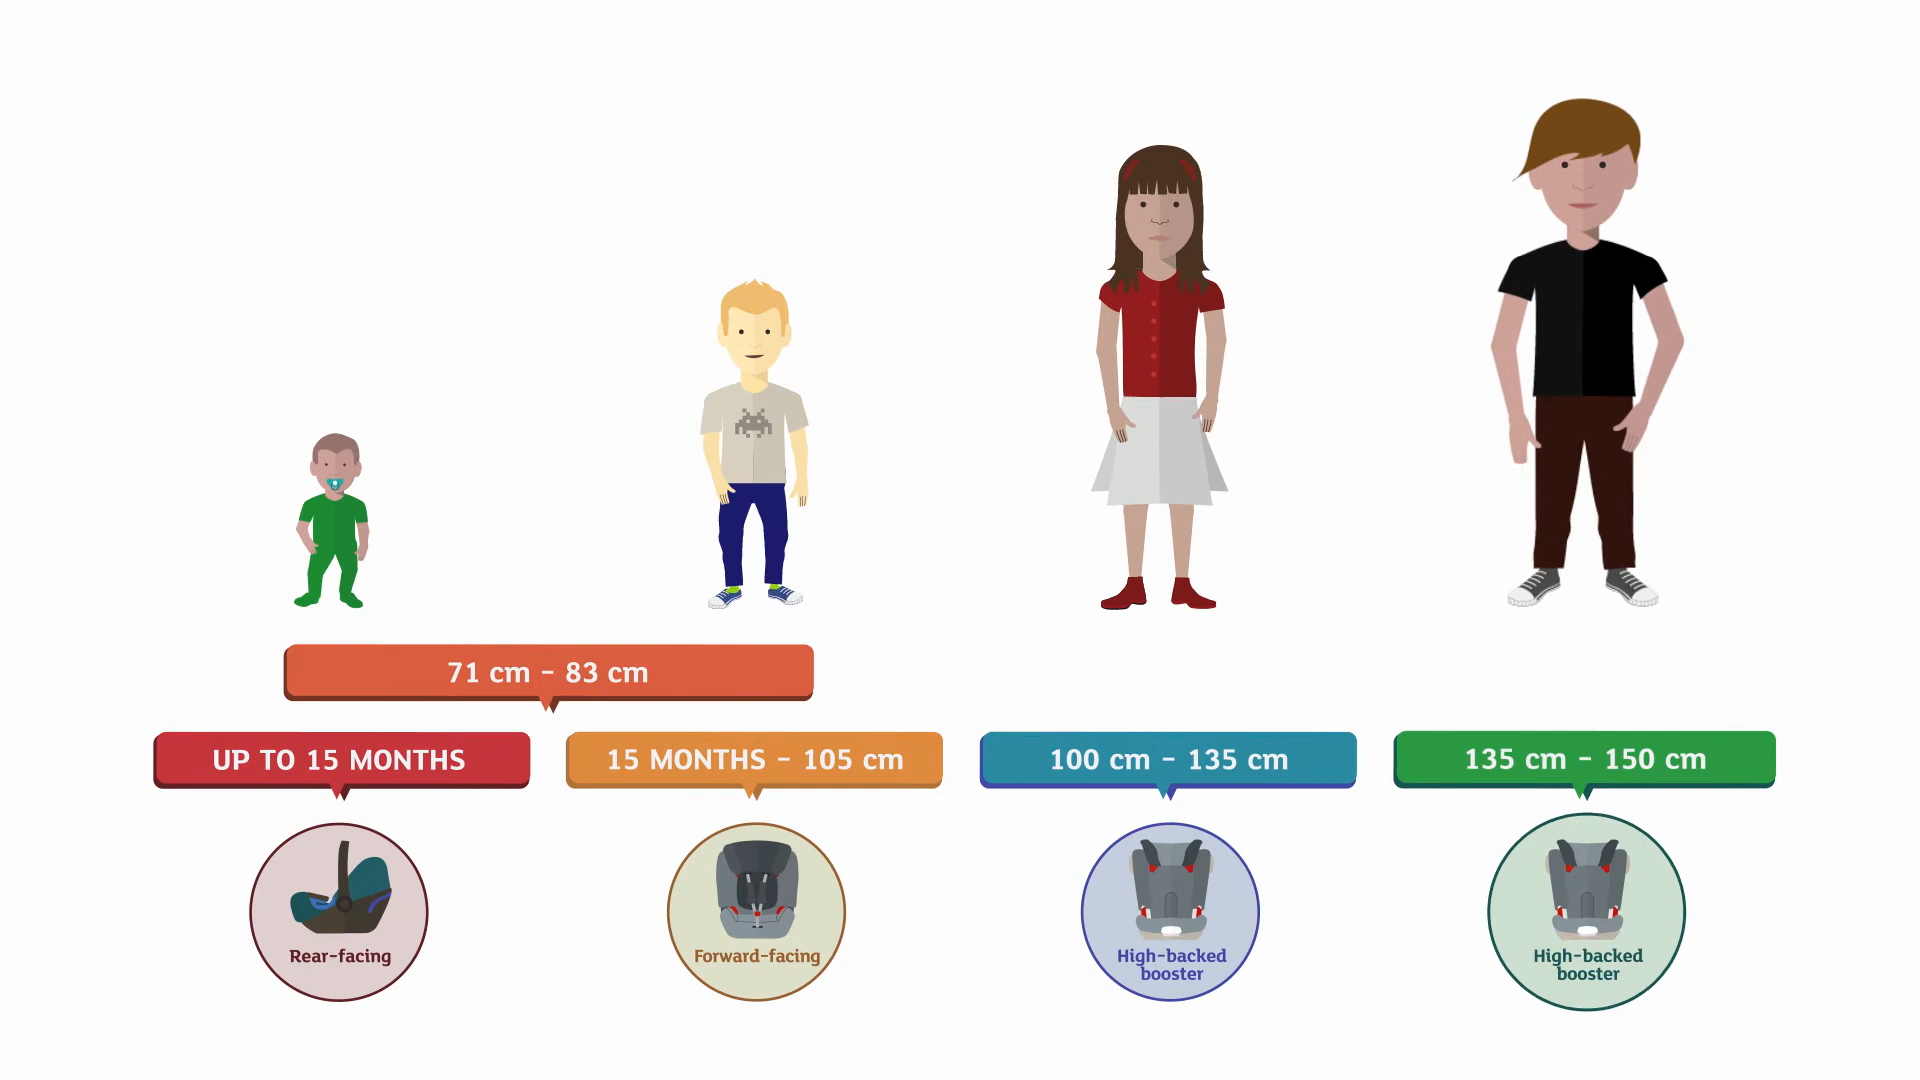 71 cm – 83 cm
UP TO 15 MONTHS
15 MONTHS – 105 cm
100 cm – 135 cm
135 cm – 150 cm
Rear-facing
Forward-facing
High-backed
booster
High-backed
booster